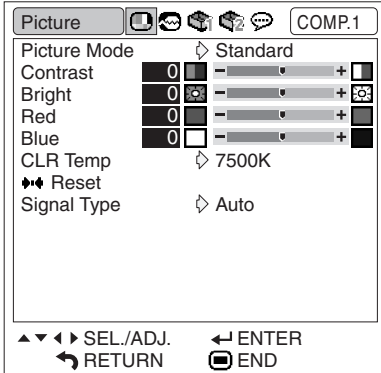 Picture COMP.1
Picture Mode Standard
Contrast 0 - +
Bright 0 - +
Red 0 - +
Blue 0 - +
CLR Temp 7500K
Reset
Signal Type Auto
SEL./ADJ. ENTER
RETURN END